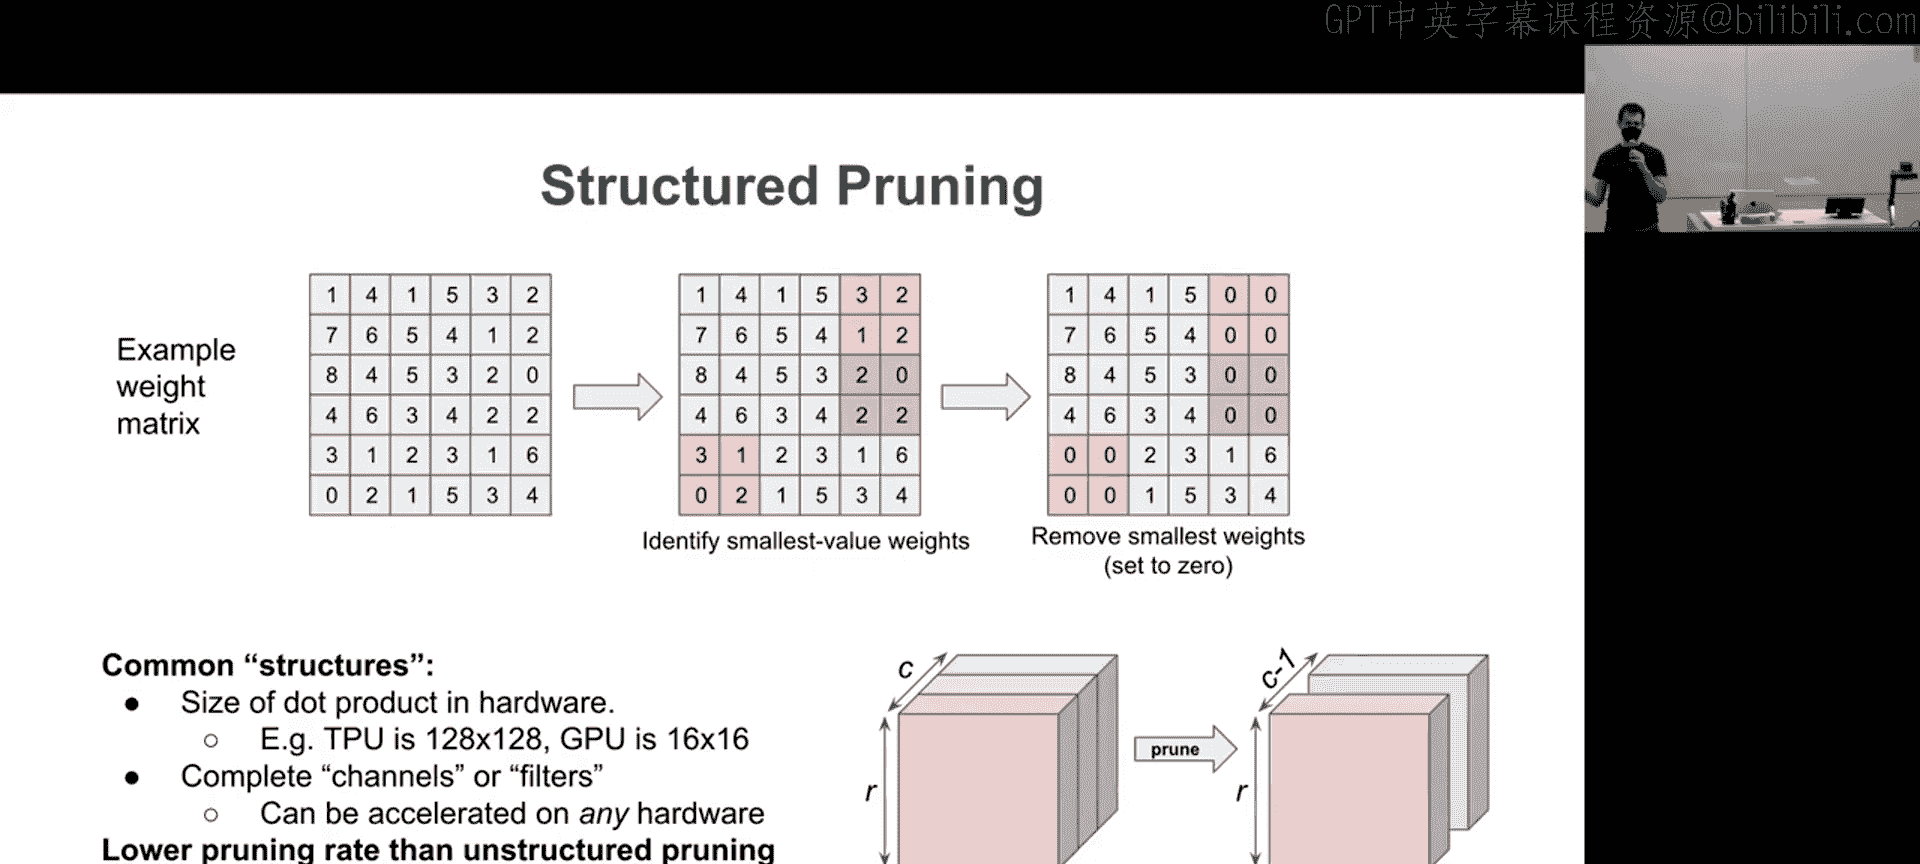 GPT中英字幕课程资源@bilibili.com
Structured Pruning
Example
weight
matrix
1 4 1 5 3 2
7 6 5 4 1 2
8 4 5 3 2 0
4 6 3 4 2 2
3 1 2 3 1 6
0 2 1 5 3 4
1 4 1 5 3 2
7 6 5 4 1 2
8 4 5 3 2 0
4 6 3 4 2 2
3 1 2 3 1 6
0 2 1 5 3 4
Identify smallest-value weights
1 4 1 5 0 0
7 6 5 4 0 0
8 4 5 3 0 0
4 6 3 4 0 0
0 0 2 3 1 6
0 0 1 5 3 4
Remove smallest weights
(set to zero)
Common “structures”:
● Size of dot product in hardware.
○ E.g. TPU is 128x128, GPU is 16x16
● Complete “channels” or “filters”
○ Can be accelerated on any hardware
Lower pruning rate than unstructured pruning
c
r
prune
c-1
r